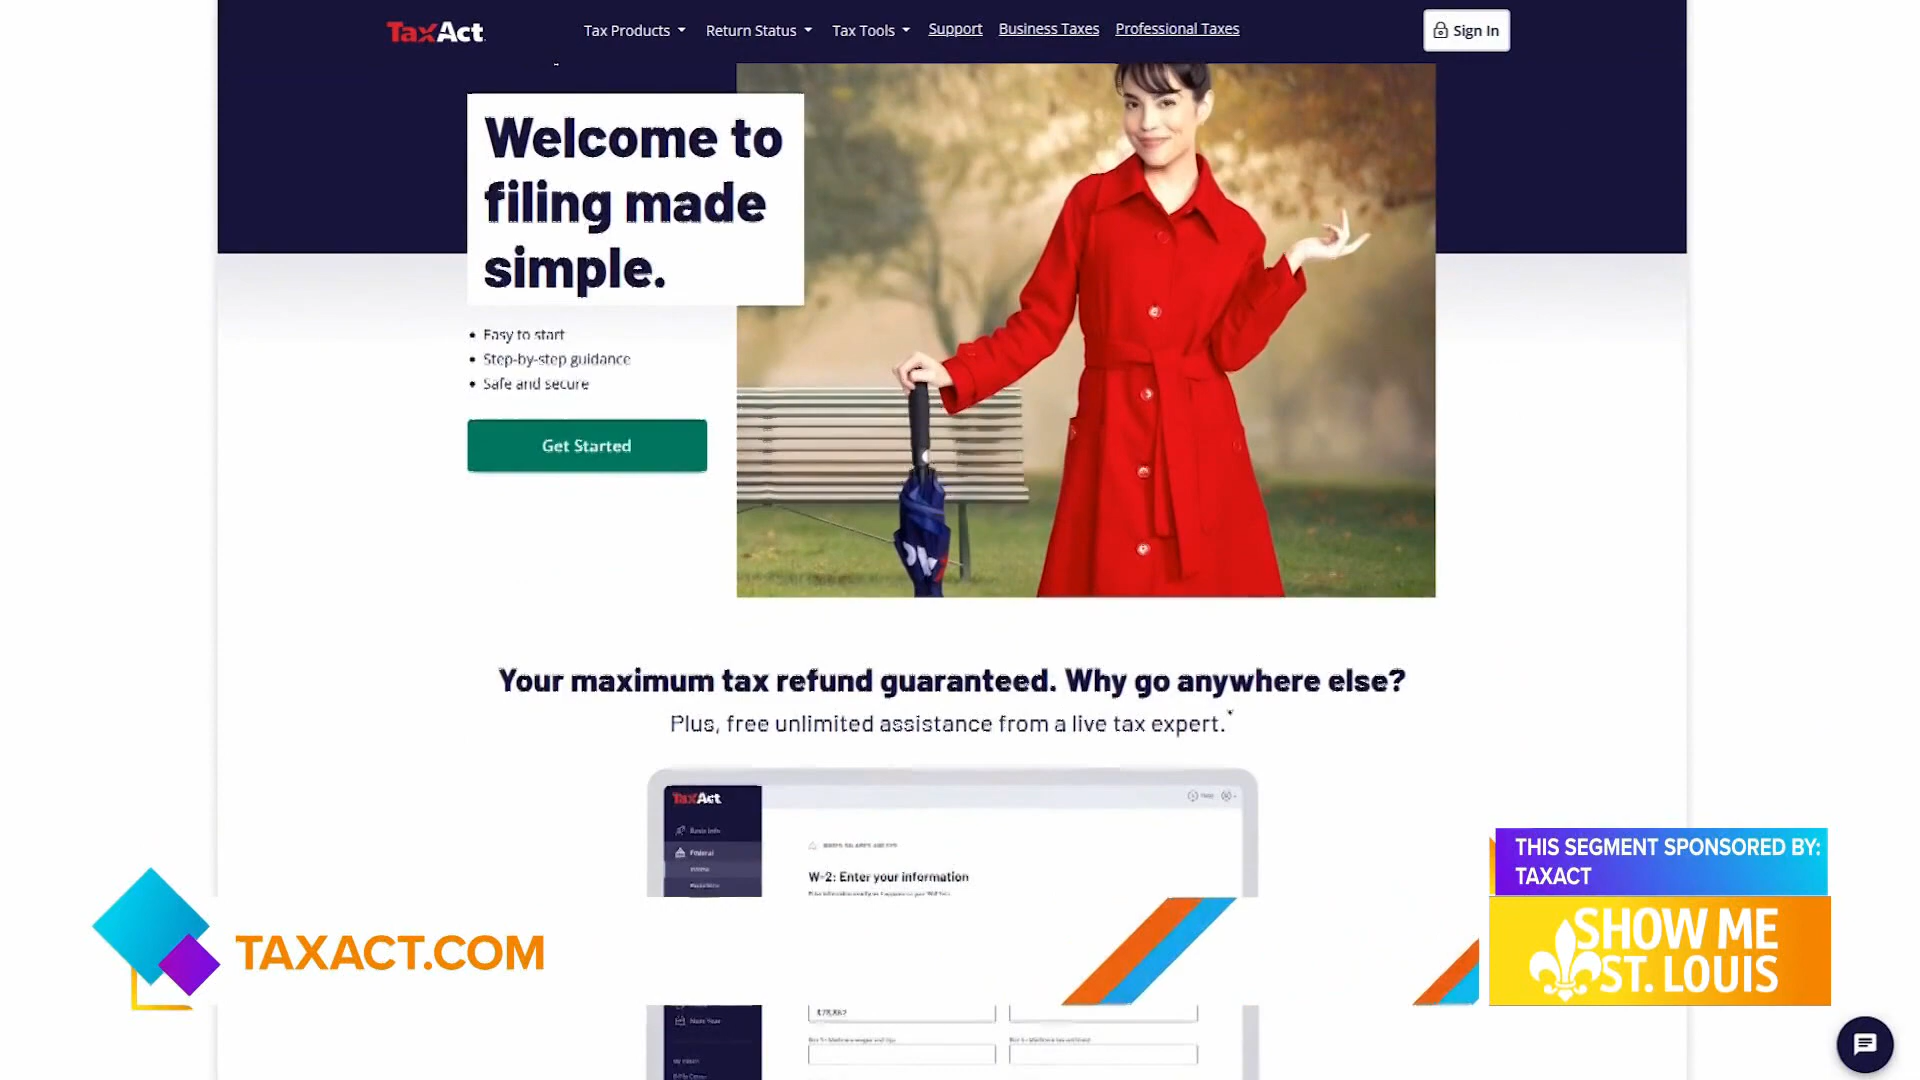 TaxAct
Tax Products
Return Status
Tax Tools
Support
Business Taxes
Professional Taxes
Sign In
Welcome to
filing made
simple.
Easy to start
Step-by-step guidance
Safe and secure
Get Started
Your maximum tax refund guaranteed. Why go anywhere else?
Plus, free unlimited assistance from a live tax expert.*
TaxAct
Federal
W-2: Enter your information
THIS SEGMENT SPONSORED BY:
TAXACT
TAXACT.COM
SHOW ME
ST. LOUIS